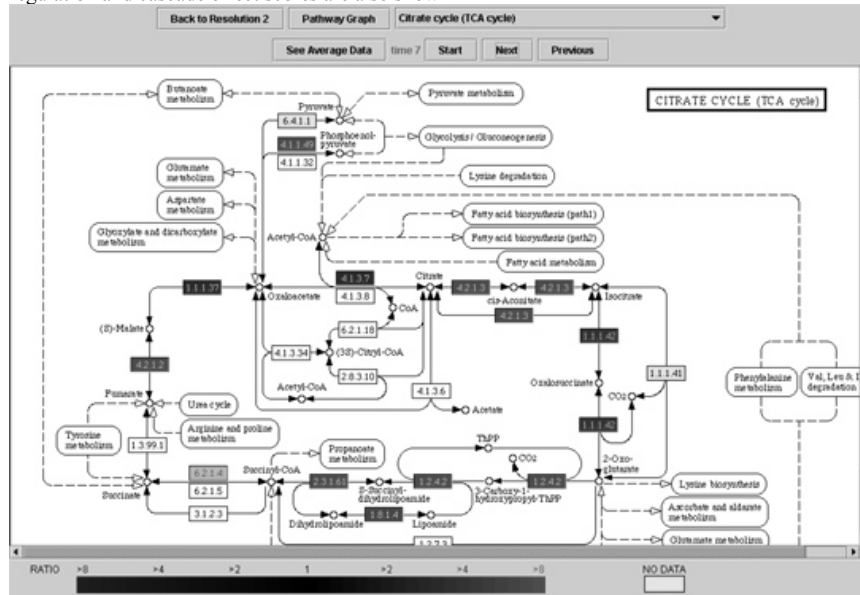 Back to Resolution 2
Pathway Graph
Citrate cycle (TCA cycle)
See Average Data
time 7
Start
Next
Previous
CITRATE CYCLE (TCA cycle)
Butanoate
metabolism
Pyruvate
Pyruvate metabolism
6.4.1.1
Phosphoenol-
pyruvate
4.1.1.49
4.1.1.32
Glycolysis / Gluconeogenesis
Glutamate
metabolism
Lysine degradation
Aspartate
metabolism
Fatty acid biosynthesis (path1)
Glyoxylate and dicarboxylate
metabolism
Acetyl-CoA
Fatty acid biosynthesis (path2)
Fatty acid metabolism
1.1.1.37
Oxaloacetate
4.1.3.7
4.1.3.8
Citrate
4.2.1.3
cis-Aconitate
4.2.1.3
Isocitrate
4.2.1.3
CoA
(S)-Malate
6.2.1.18
1.1.1.42
4.1.3.34
(3S)-Citryl-CoA
4.2.1.2
2.8.3.10
Oxalosuccinate
1.1.1.41
Phenylalanine
metabolism
Val, Leu & I
degradation
Acetyl-CoA
4.1.3.6
CO2
Fumarate
Urea cycle
Acetate
1.1.1.42
Arginine and proline
metabolism
Tyrosine
metabolism
1.3.99.1
Propanoate
metabolism
ThPP
CO2
2-Oxo-
glutarate
6.2.1.4
Succinyl-CoA
2.3.1.61
1.2.4.2
1.2.4.2
Succinate
6.2.1.5
S-Succinyl-
dihydrolipoamide
3-Carboxy-1-
hydroxypropyl-ThPP
Lysine biosynthesis
3.1.2.3
Dihydrolipoamide
1.8.1.4
Lipoamide
Ascorbate and aldarate
metabolism
1.2.7.3
Glutamate metabolism
RATIO
>8
>4
>2
1
>2
>4
>8
NO DATA